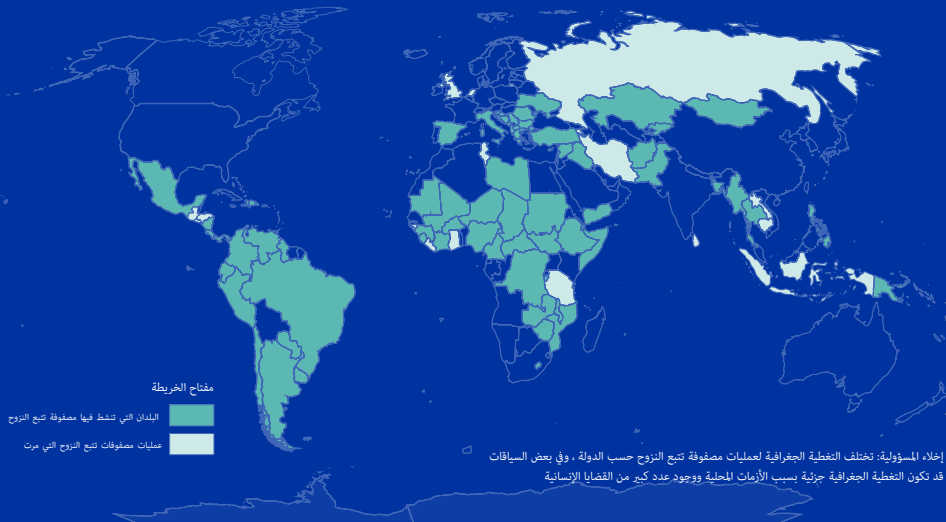 مفتاح الخريطة
البلدان التي تنشط فيها مصفوفة تتبع النزوح
عمليات مصفوفات تتبع النزوح التي مرت
إخلاء المسؤولية: تختلف التغطية الجغرافية لعمليات مصفوفة تتبع النزوح حسب الدولة ، وفي بعض السياقات
قد تكون التغطية الجغرافية جزئية بسبب الأزمات المحلية ووجود عدد كبير من القضايا الإنسانية